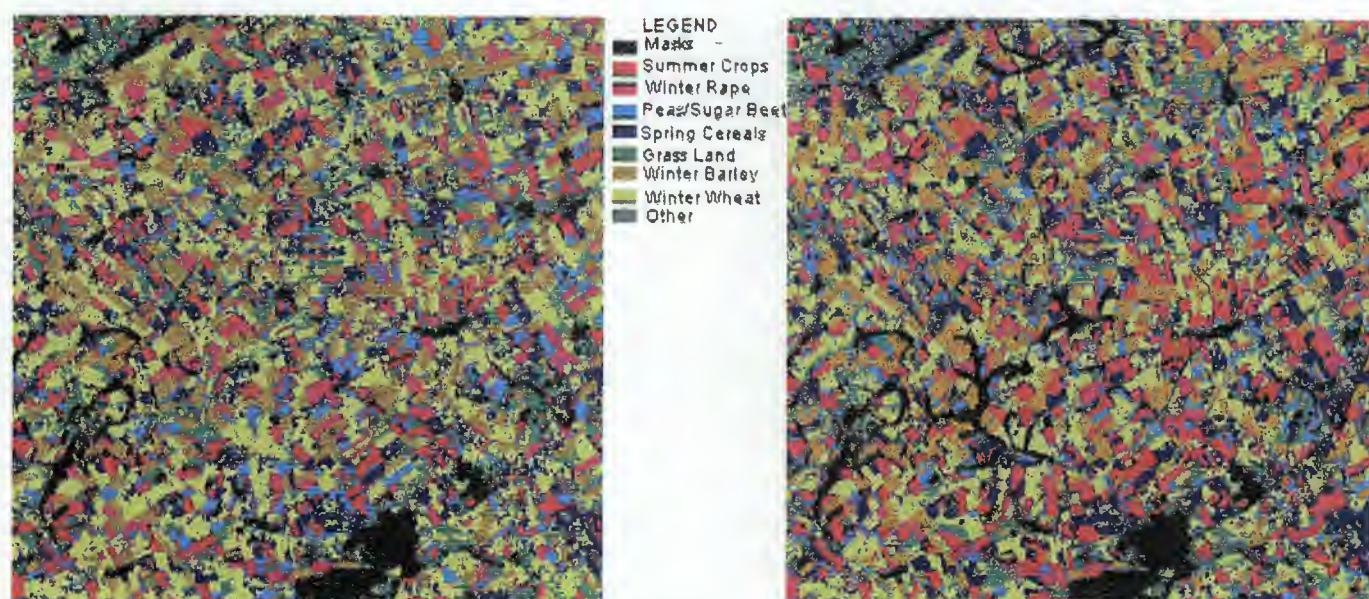 LEGEND
Masks
Summer Crops
Winter Rape
Peas/Sugar Beet
Spring Cereals
Grass Land
Winter Barley
Winter Wheat
Other